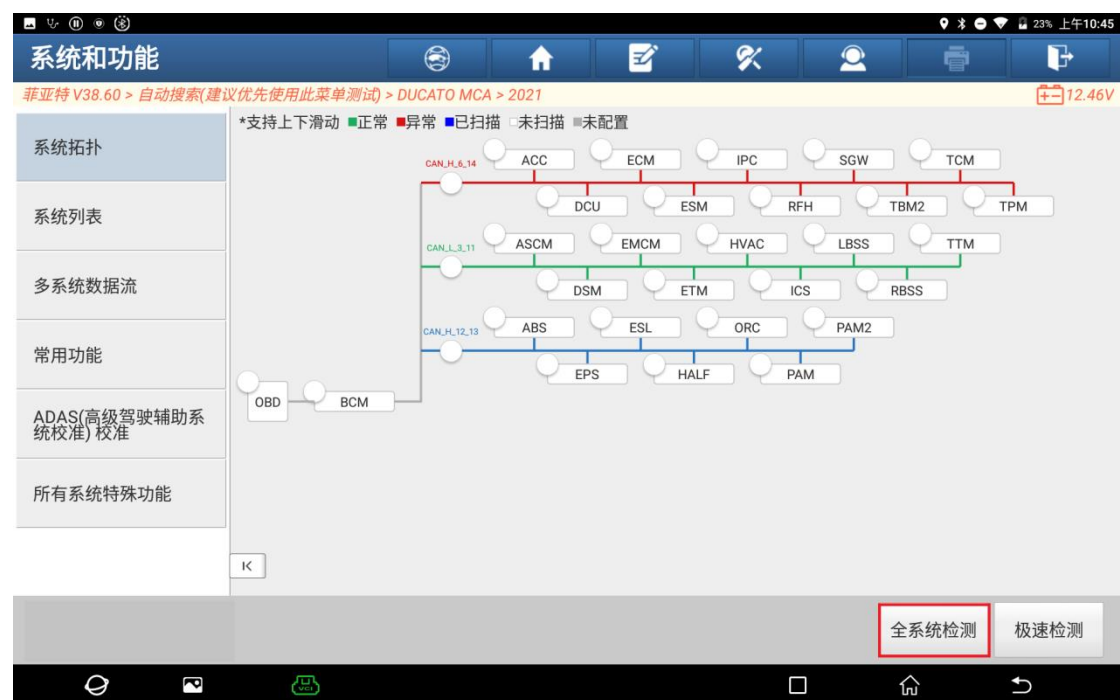 23% 上午10:45
系统和功能
菲亚特 V38.60 > 自动搜索(建议优先使用此菜单测试) > DUCATO MCA > 2021
12.46V
系统拓扑
系统列表
多系统数据流
常用功能
ADAS(高级驾驶辅助系
统校准) 校准
所有系统特殊功能
*支持上下滑动 ■正常 ■异常 ■已扫描 □未扫描 ■未配置
CAN_H_6_14 ACC ECM IPC SGW TCM
DCU ESM RFH TBM2 TPM
CAN_L_3_11 ASCM EMCM HVAC LBSS TTM
DSM ETM ICS RBSS
CAN_H_12_13 ABS ESL ORC PAM2
EPS HALF PAM
OBD BCM
全系统检测 极速检测
VCI